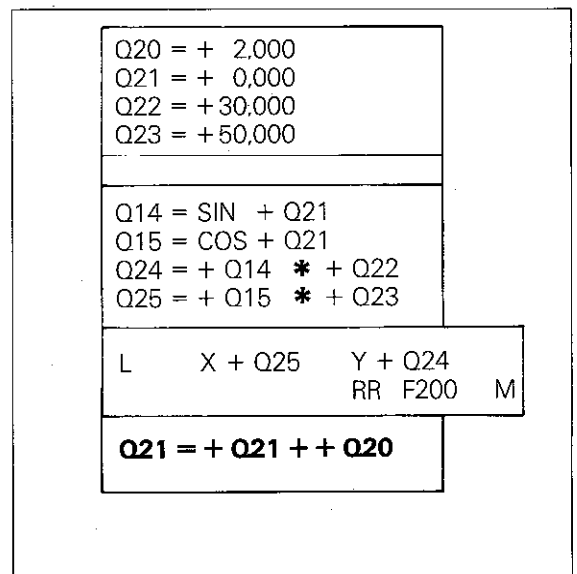 Q20 = + 2,000
Q21 = + 0,000
Q22 = +30,000
Q23 = +50,000
Q14 = SIN + Q21
Q15 = COS + Q21
Q24 = + Q14 * + Q22
Q25 = + Q15 * + Q23
L X + Q25 Y + Q24
RR F200 M
Q21 = + Q21 + + Q20